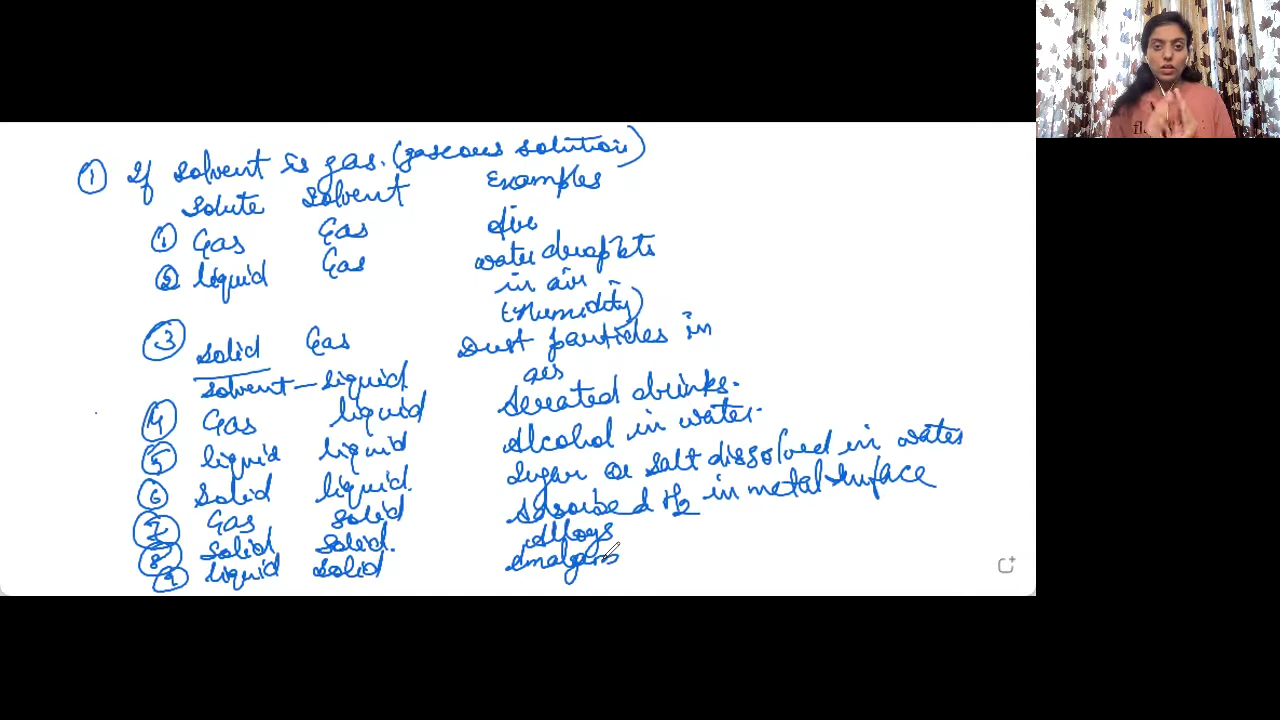 ① If solvent is gas. (gaseous solution)
Solute Solvent Examples
① Gas Gas Air
② liquid Gas water droplets
in air
(Humidity)
③ Solid Gas Dust particles in
air
Solvent - liquid
④ Gas liquid Aerated drinks.
⑤ liquid liquid Alcohol in water.
⑥ Solid liquid. Sugar or Salt dissolved in water
⑦ Gas Solid Adsorbed H2 in metal surface
⑧ Solid Solid. Alloys
⑨ liquid Solid Amalgams